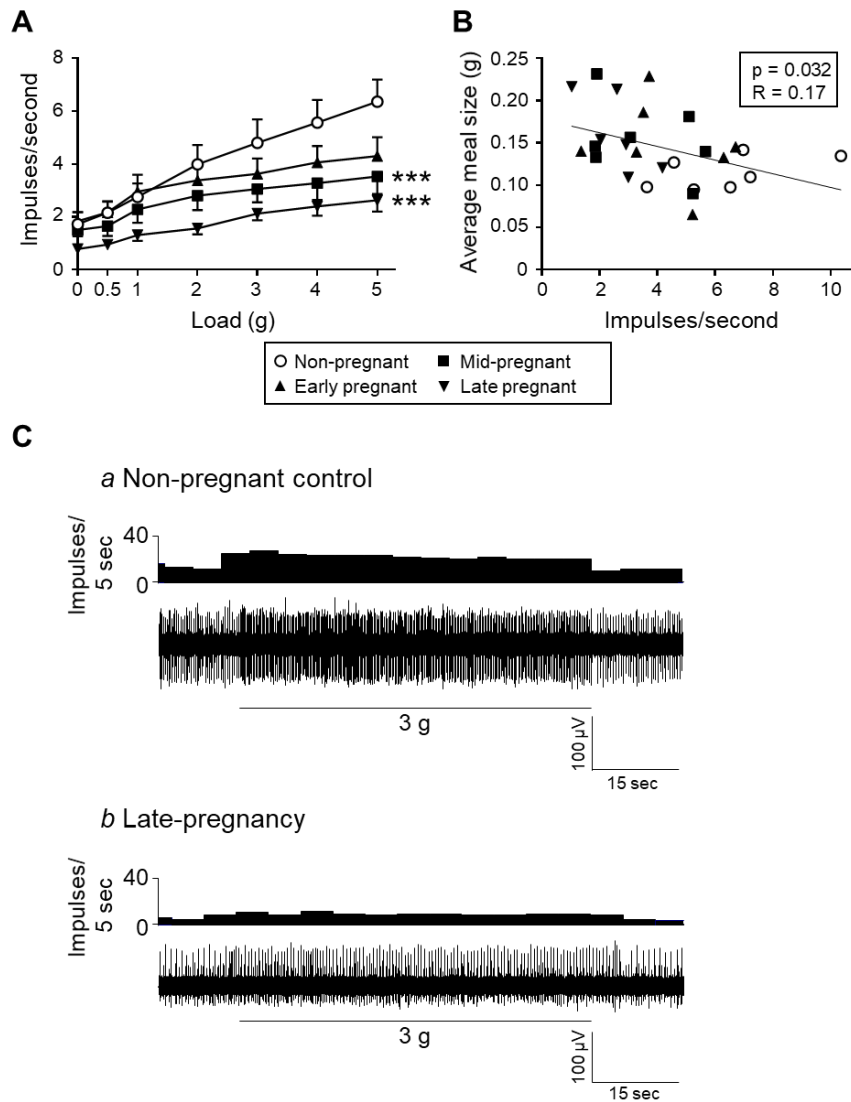 A
Impulses/second
8
6
4
2
0
0 0.5 1 2 3 4 5
Load (g)
***
***
B
Average meal size (g)
0.25
0.20
0.15
0.10
0.05
0
0 2 4 6 8 10
Impulses/second
p = 0.032
R = 0.17
Non-pregnant
Mid-pregnant
Early pregnant
Late pregnant
C
a Non-pregnant control
Impulses/
5 sec
40
0
3 g
100 µV
15 sec
b Late-pregnancy
Impulses/
5 sec
40
0
3 g
100 µV
15 sec